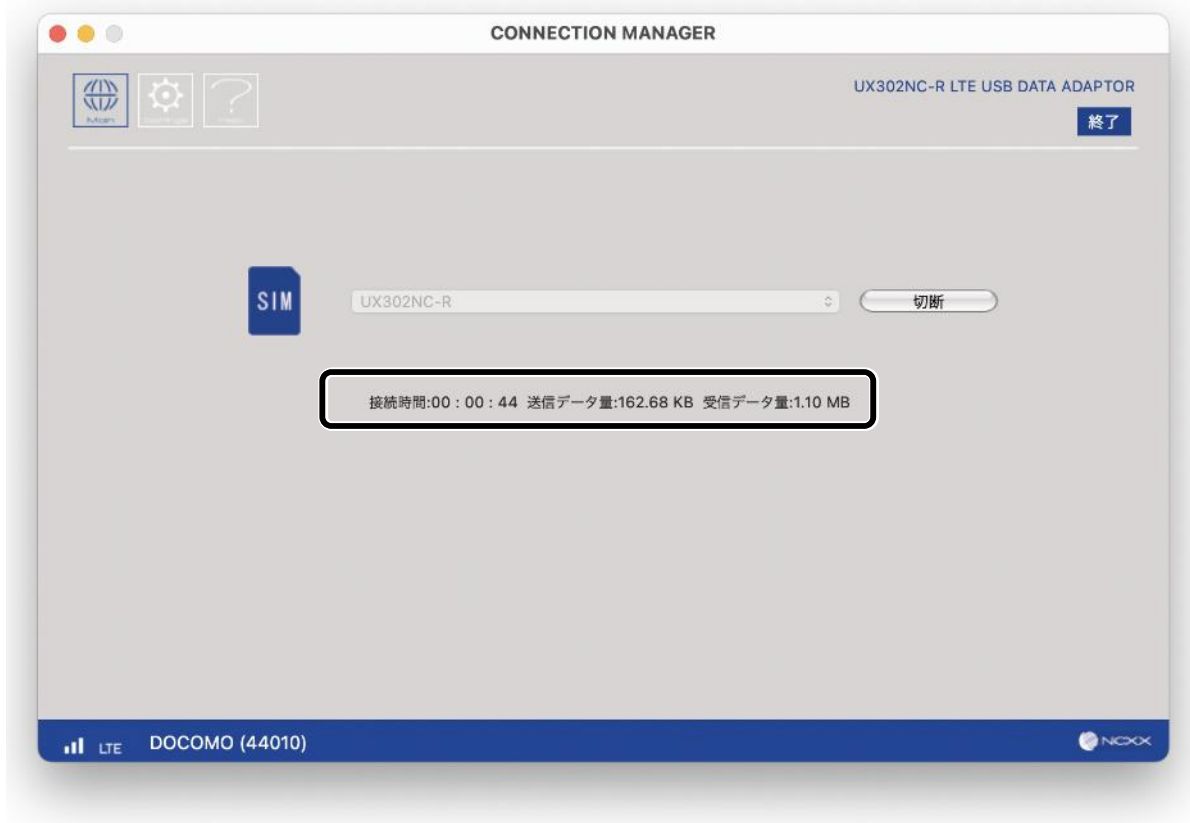 CONNECTION MANAGER
Main
UX302NC-R LTE USB DATA ADAPTOR
終了
SIM
UX302NC-R
切断
接続時間:00 : 00 : 44 送信データ量:162.68 KB 受信データ量:1.10 MB
LTE DOCOMO (44010)
NCXX